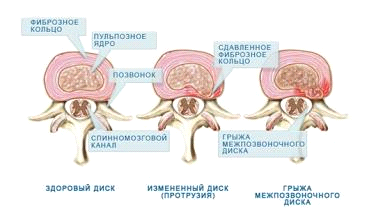 ФИБРОЗНОЕ
КОЛЬЦО
ПУЛЬПОЗНОЕ
ЯДРО
ПОЗВОНОК
СПИННОМОЗГОВОЙ
КАНАЛ
СДАВЛЕННОЕ
ФИБРОЗНОЕ
КОЛЬЦО
ГРЫЖА
МЕЖПОЗВОНОЧНОГО
ДИСКА
ЗДОРОВЫЙ ДИСК
ИЗМЕНЕННЫЙ ДИСК
(ПРОТРУЗИЯ)
ГРЫЖА
МЕЖПОЗВОНОЧНОГО
ДИСКА